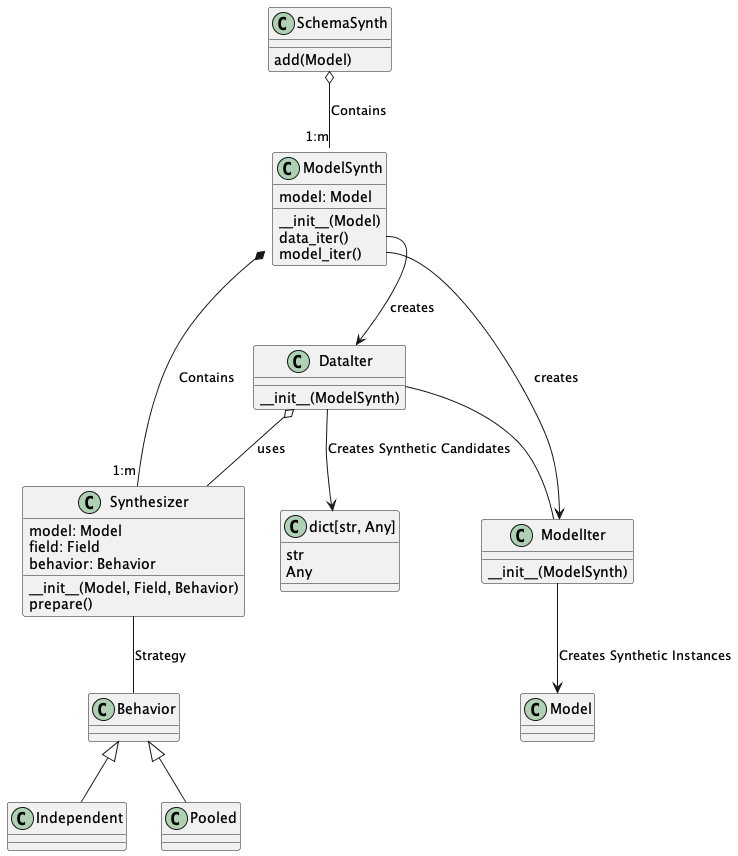 C SchemaSynth
add(Model)
Contains
1:m
C ModelSynth
model: Model
__init__(Model)
data_iter()
model_iter()
creates
C DataIter
__init__(ModelSynth)
Contains
creates
uses
Creates Synthetic Candidates
1:m
C Synthesizer
model: Model
field: Field
behavior: Behavior
__init__(Model, Field, Behavior)
prepare()
C dict[str, Any]
str
Any
C ModelIter
__init__(ModelSynth)
Strategy
Creates Synthetic Instances
C Behavior
C Model
C Independent
C Pooled